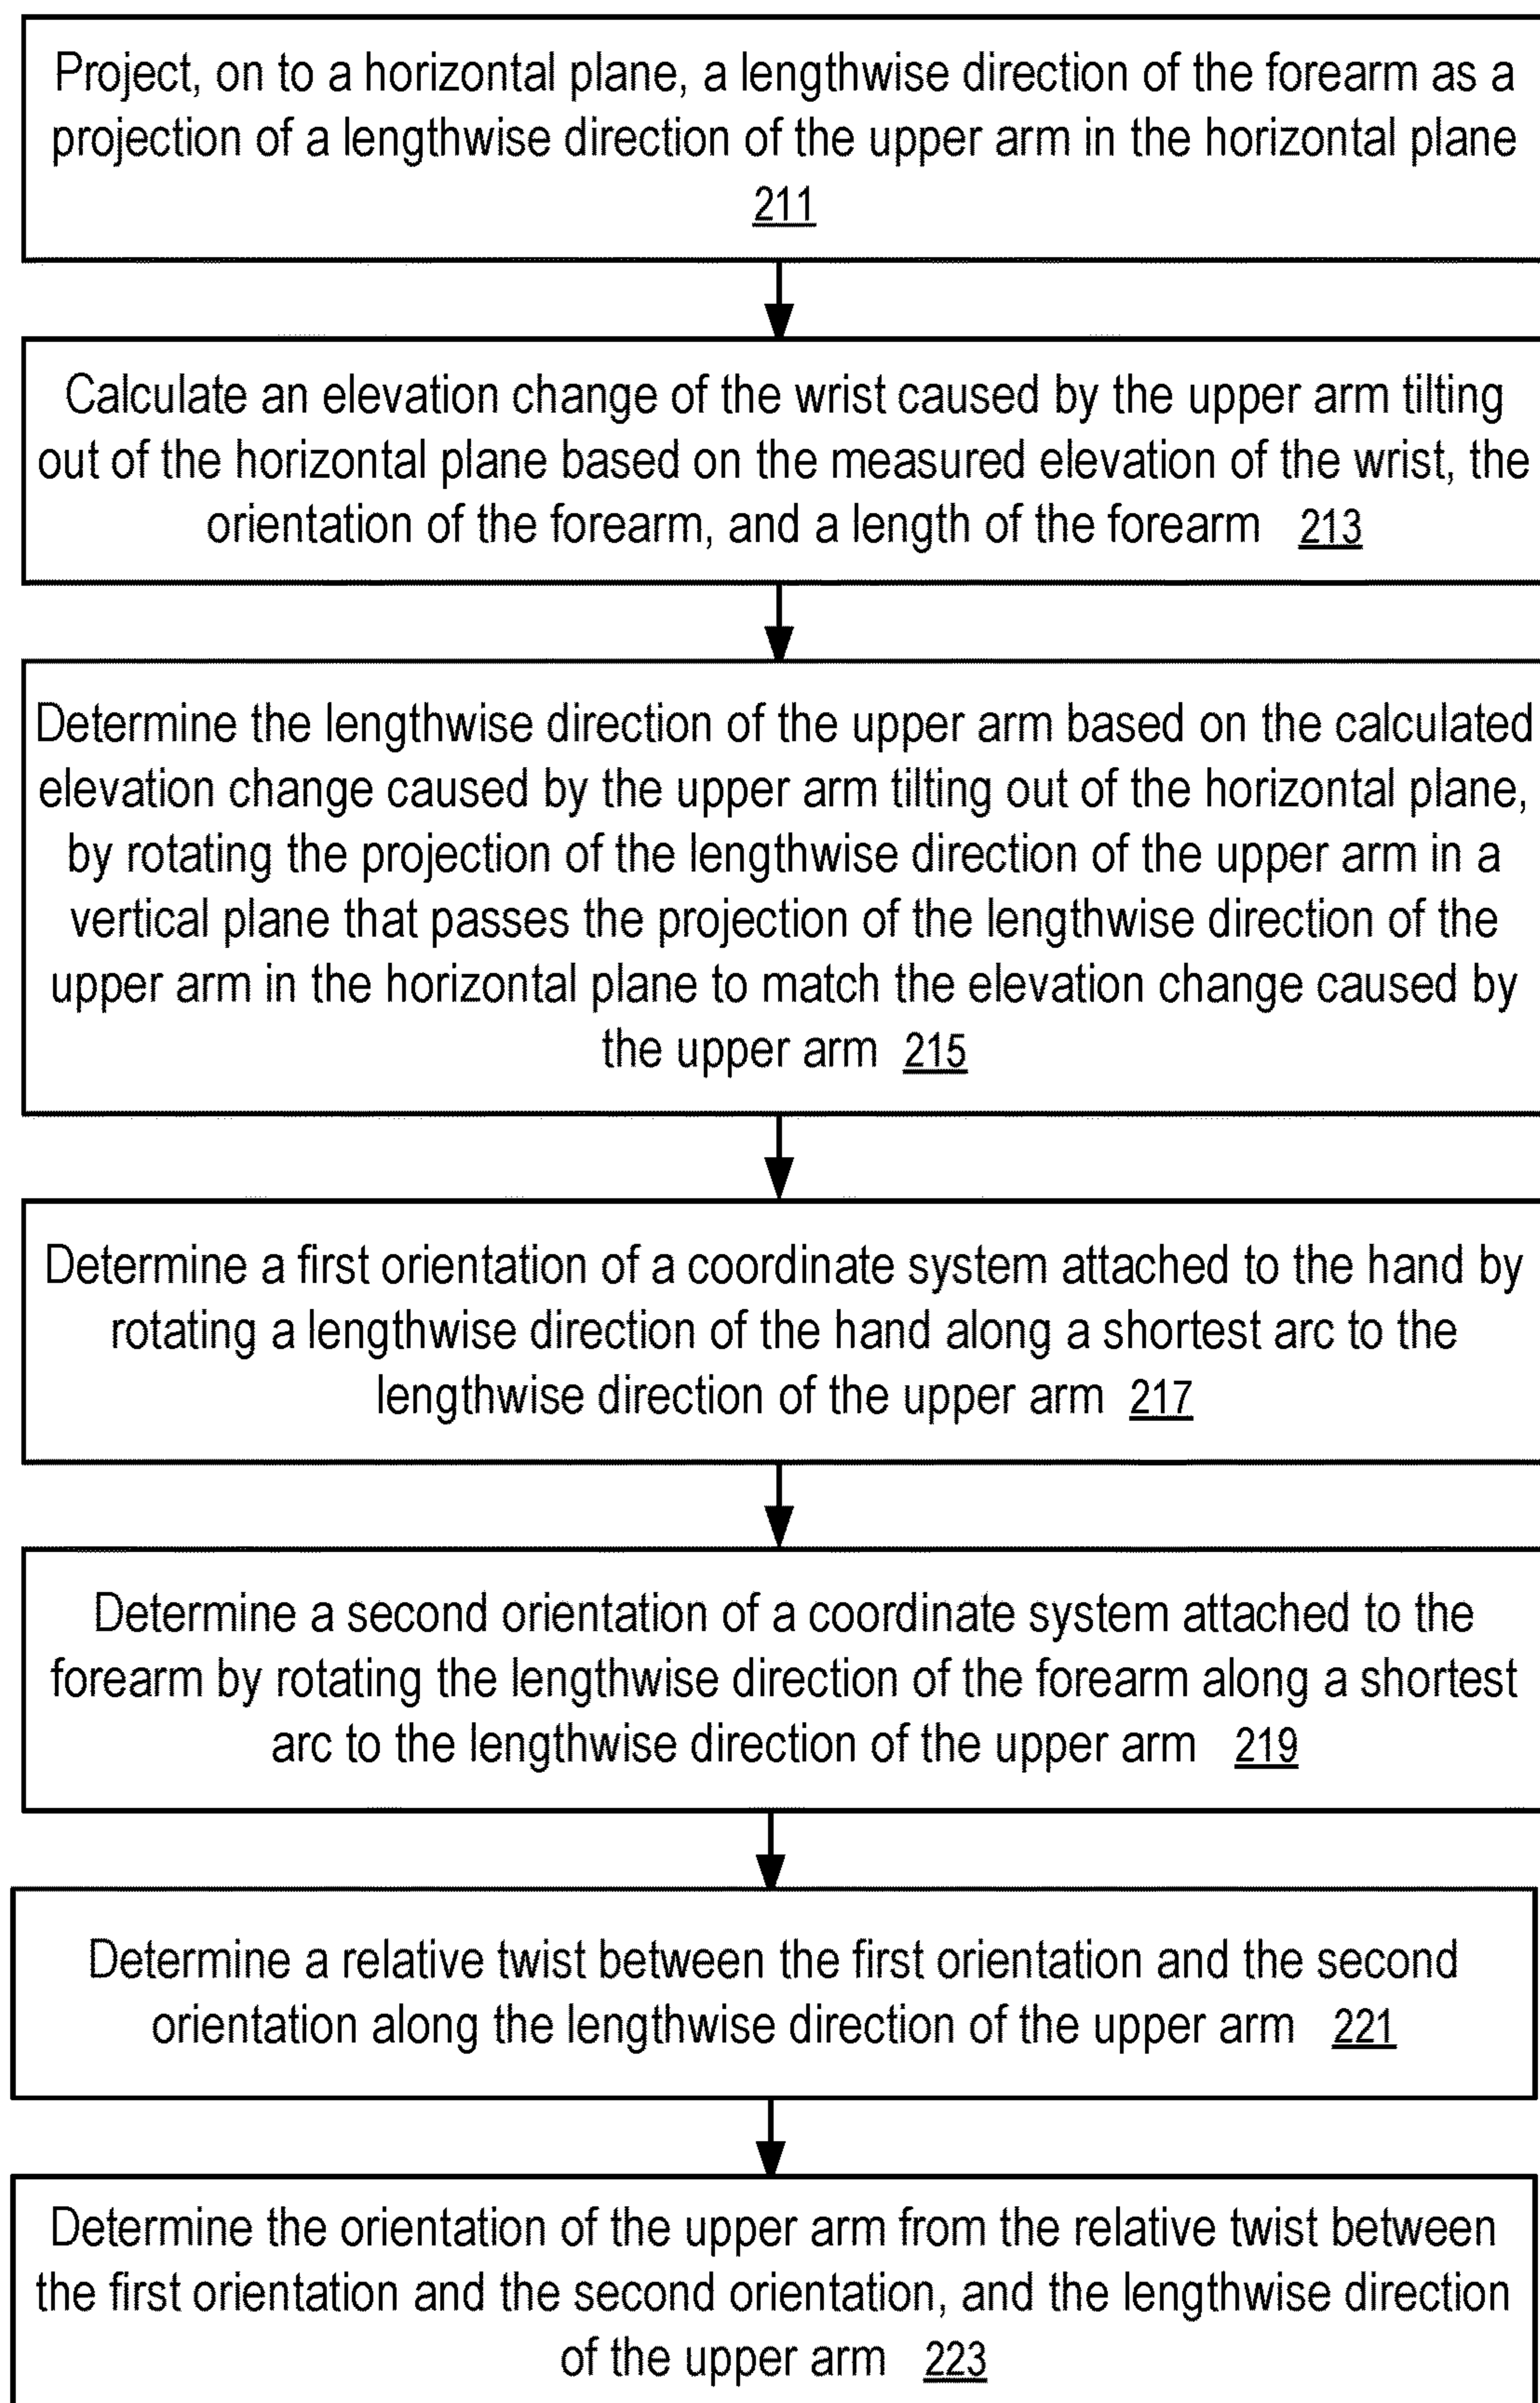 Project, on to a horizontal plane, a lengthwise direction of the forearm as a
projection of a lengthwise direction of the upper arm in the horizontal plane
211
Calculate an elevation change of the wrist caused by the upper arm tilting
out of the horizontal plane based on the measured elevation of the wrist, the
orientation of the forearm, and a length of the forearm 213
Determine the lengthwise direction of the upper arm based on the calculated
elevation change caused by the upper arm tilting out of the horizontal plane,
by rotating the projection of the lengthwise direction of the upper arm in a
vertical plane that passes the projection of the lengthwise direction of the
upper arm in the horizontal plane to match the elevation change caused by
the upper arm 215
Determine a first orientation of a coordinate system attached to the hand by
rotating a lengthwise direction of the hand along a shortest arc to the
lengthwise direction of the upper arm 217
Determine a second orientation of a coordinate system attached to the
forearm by rotating the lengthwise direction of the forearm along a shortest
arc to the lengthwise direction of the upper arm 219
Determine a relative twist between the first orientation and the second
orientation along the lengthwise direction of the upper arm 221
Determine the orientation of the upper arm from the relative twist between
the first orientation and the second orientation, and the lengthwise direction
of the upper arm 223